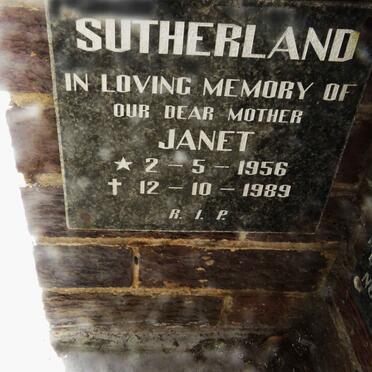 SUTHERLAND
IN LOVING MEMORY OF
OUR DEAR MOTHER
JANET
★ 2 - 5 - 1956
✝ 12 - 10 - 1989
R. I. P.